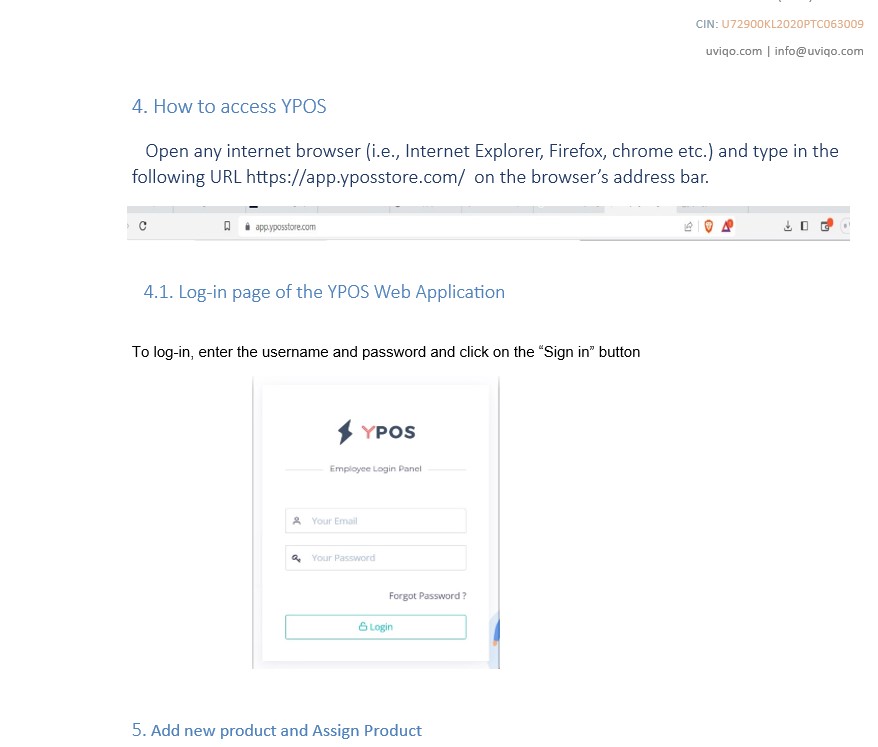 CIN: U72900KL2020PTC063009
uviqo.com | info@uviqo.com
4. How to access YPOS
Open any internet browser (i.e., Internet Explorer, Firefox, chrome etc.) and type in the
following URL https://app.yposstore.com/ on the browser’s address bar.
app.yposstore.com
4.1. Log-in page of the YPOS Web Application
To log-in, enter the username and password and click on the “Sign in” button
YPOS
Employee Login Panel
Your Email
Your Password
Forgot Password ?
Login
5. Add new product and Assign Product